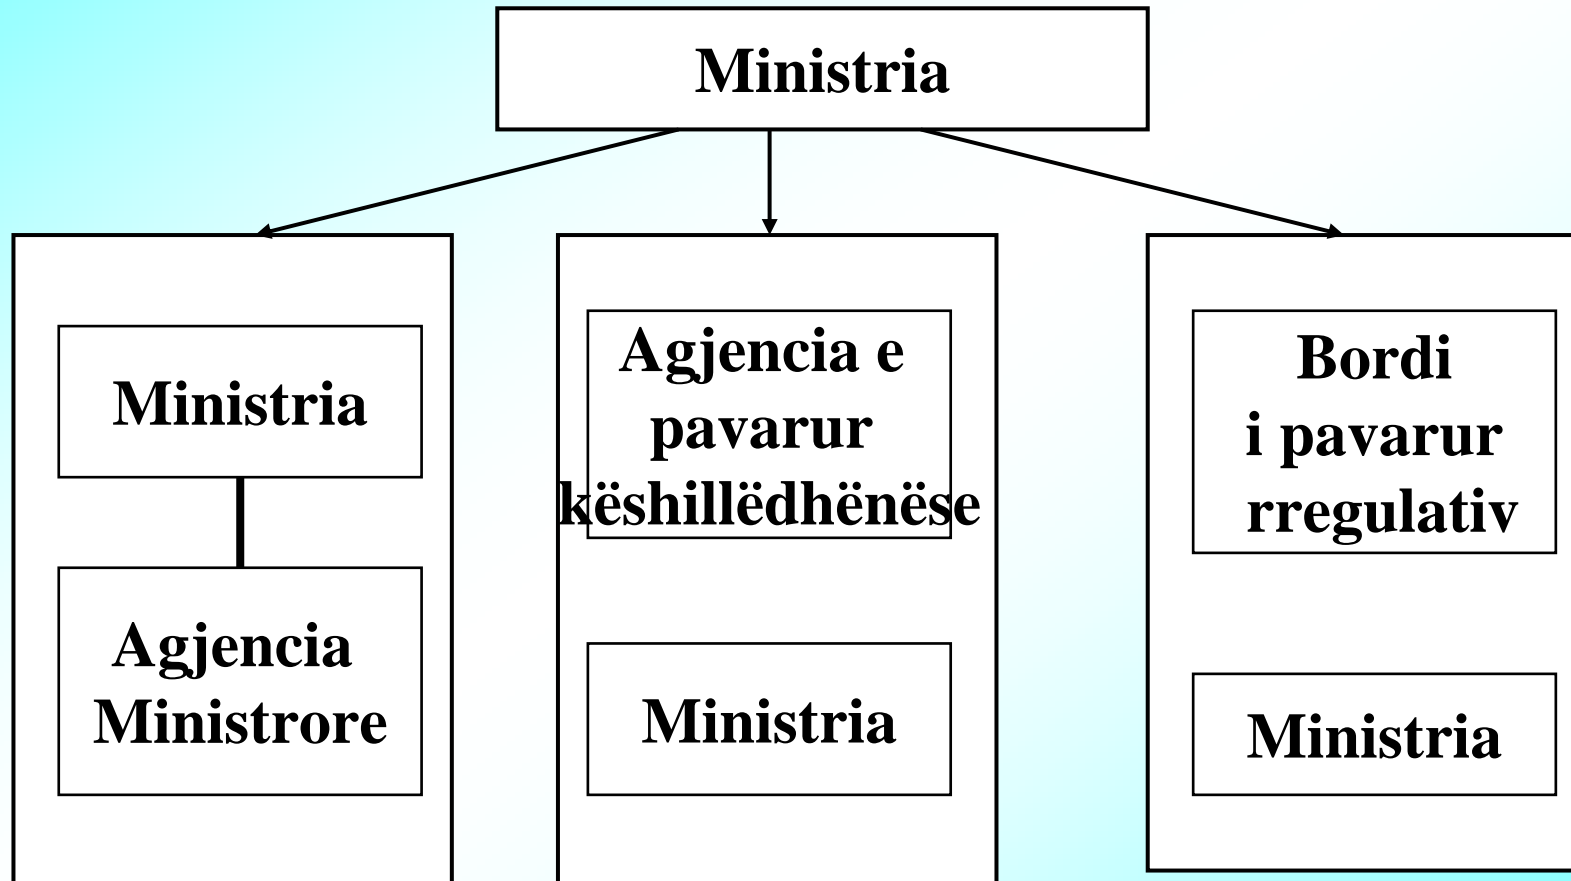 Ministria
Ministria
Agjencia
Ministrore
Agjencia e
pavarur
këshillëdhënëse
Ministria
Bordi
i pavarur
rregulativ
Ministria